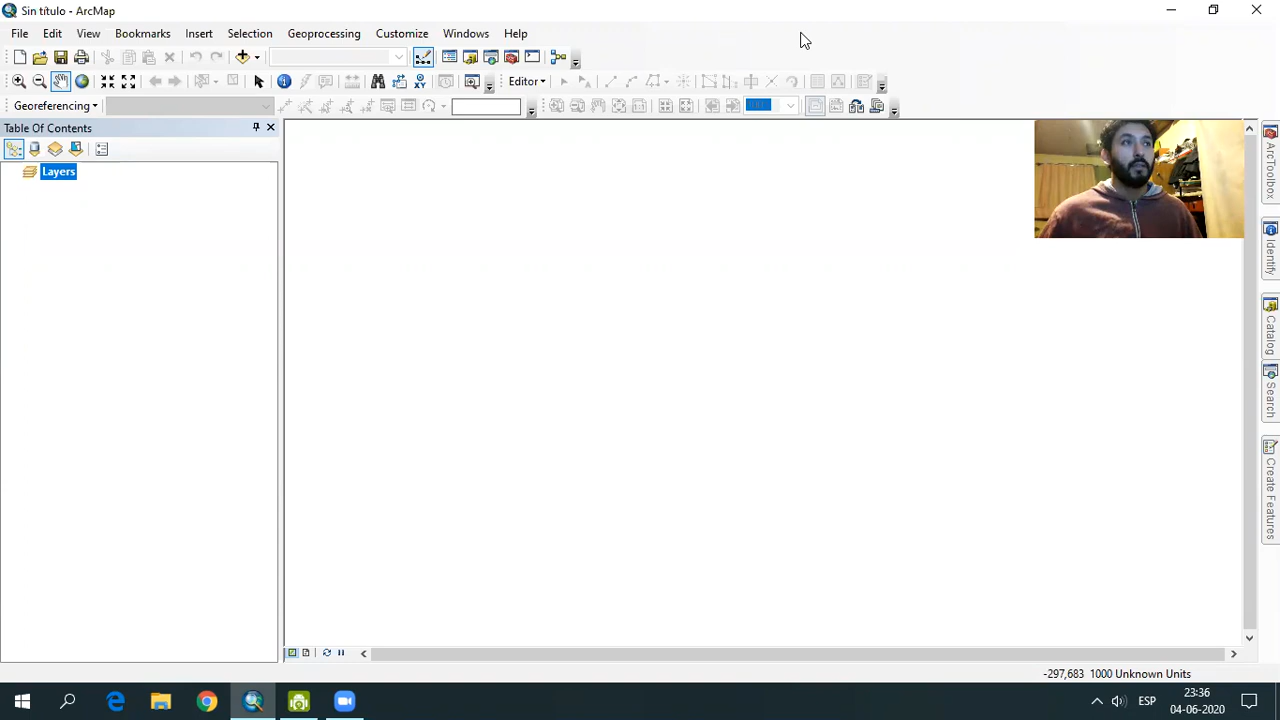 Sin título - ArcMap
File Edit View Bookmarks Insert Selection Geoprocessing Customize Windows Help
Editor
Georeferencing
Table Of Contents
Layers
ArcToolbox
Identify
Catalog
Search
Create Features
-297,683 1000 Unknown Units
ESP
23:36
04-06-2020